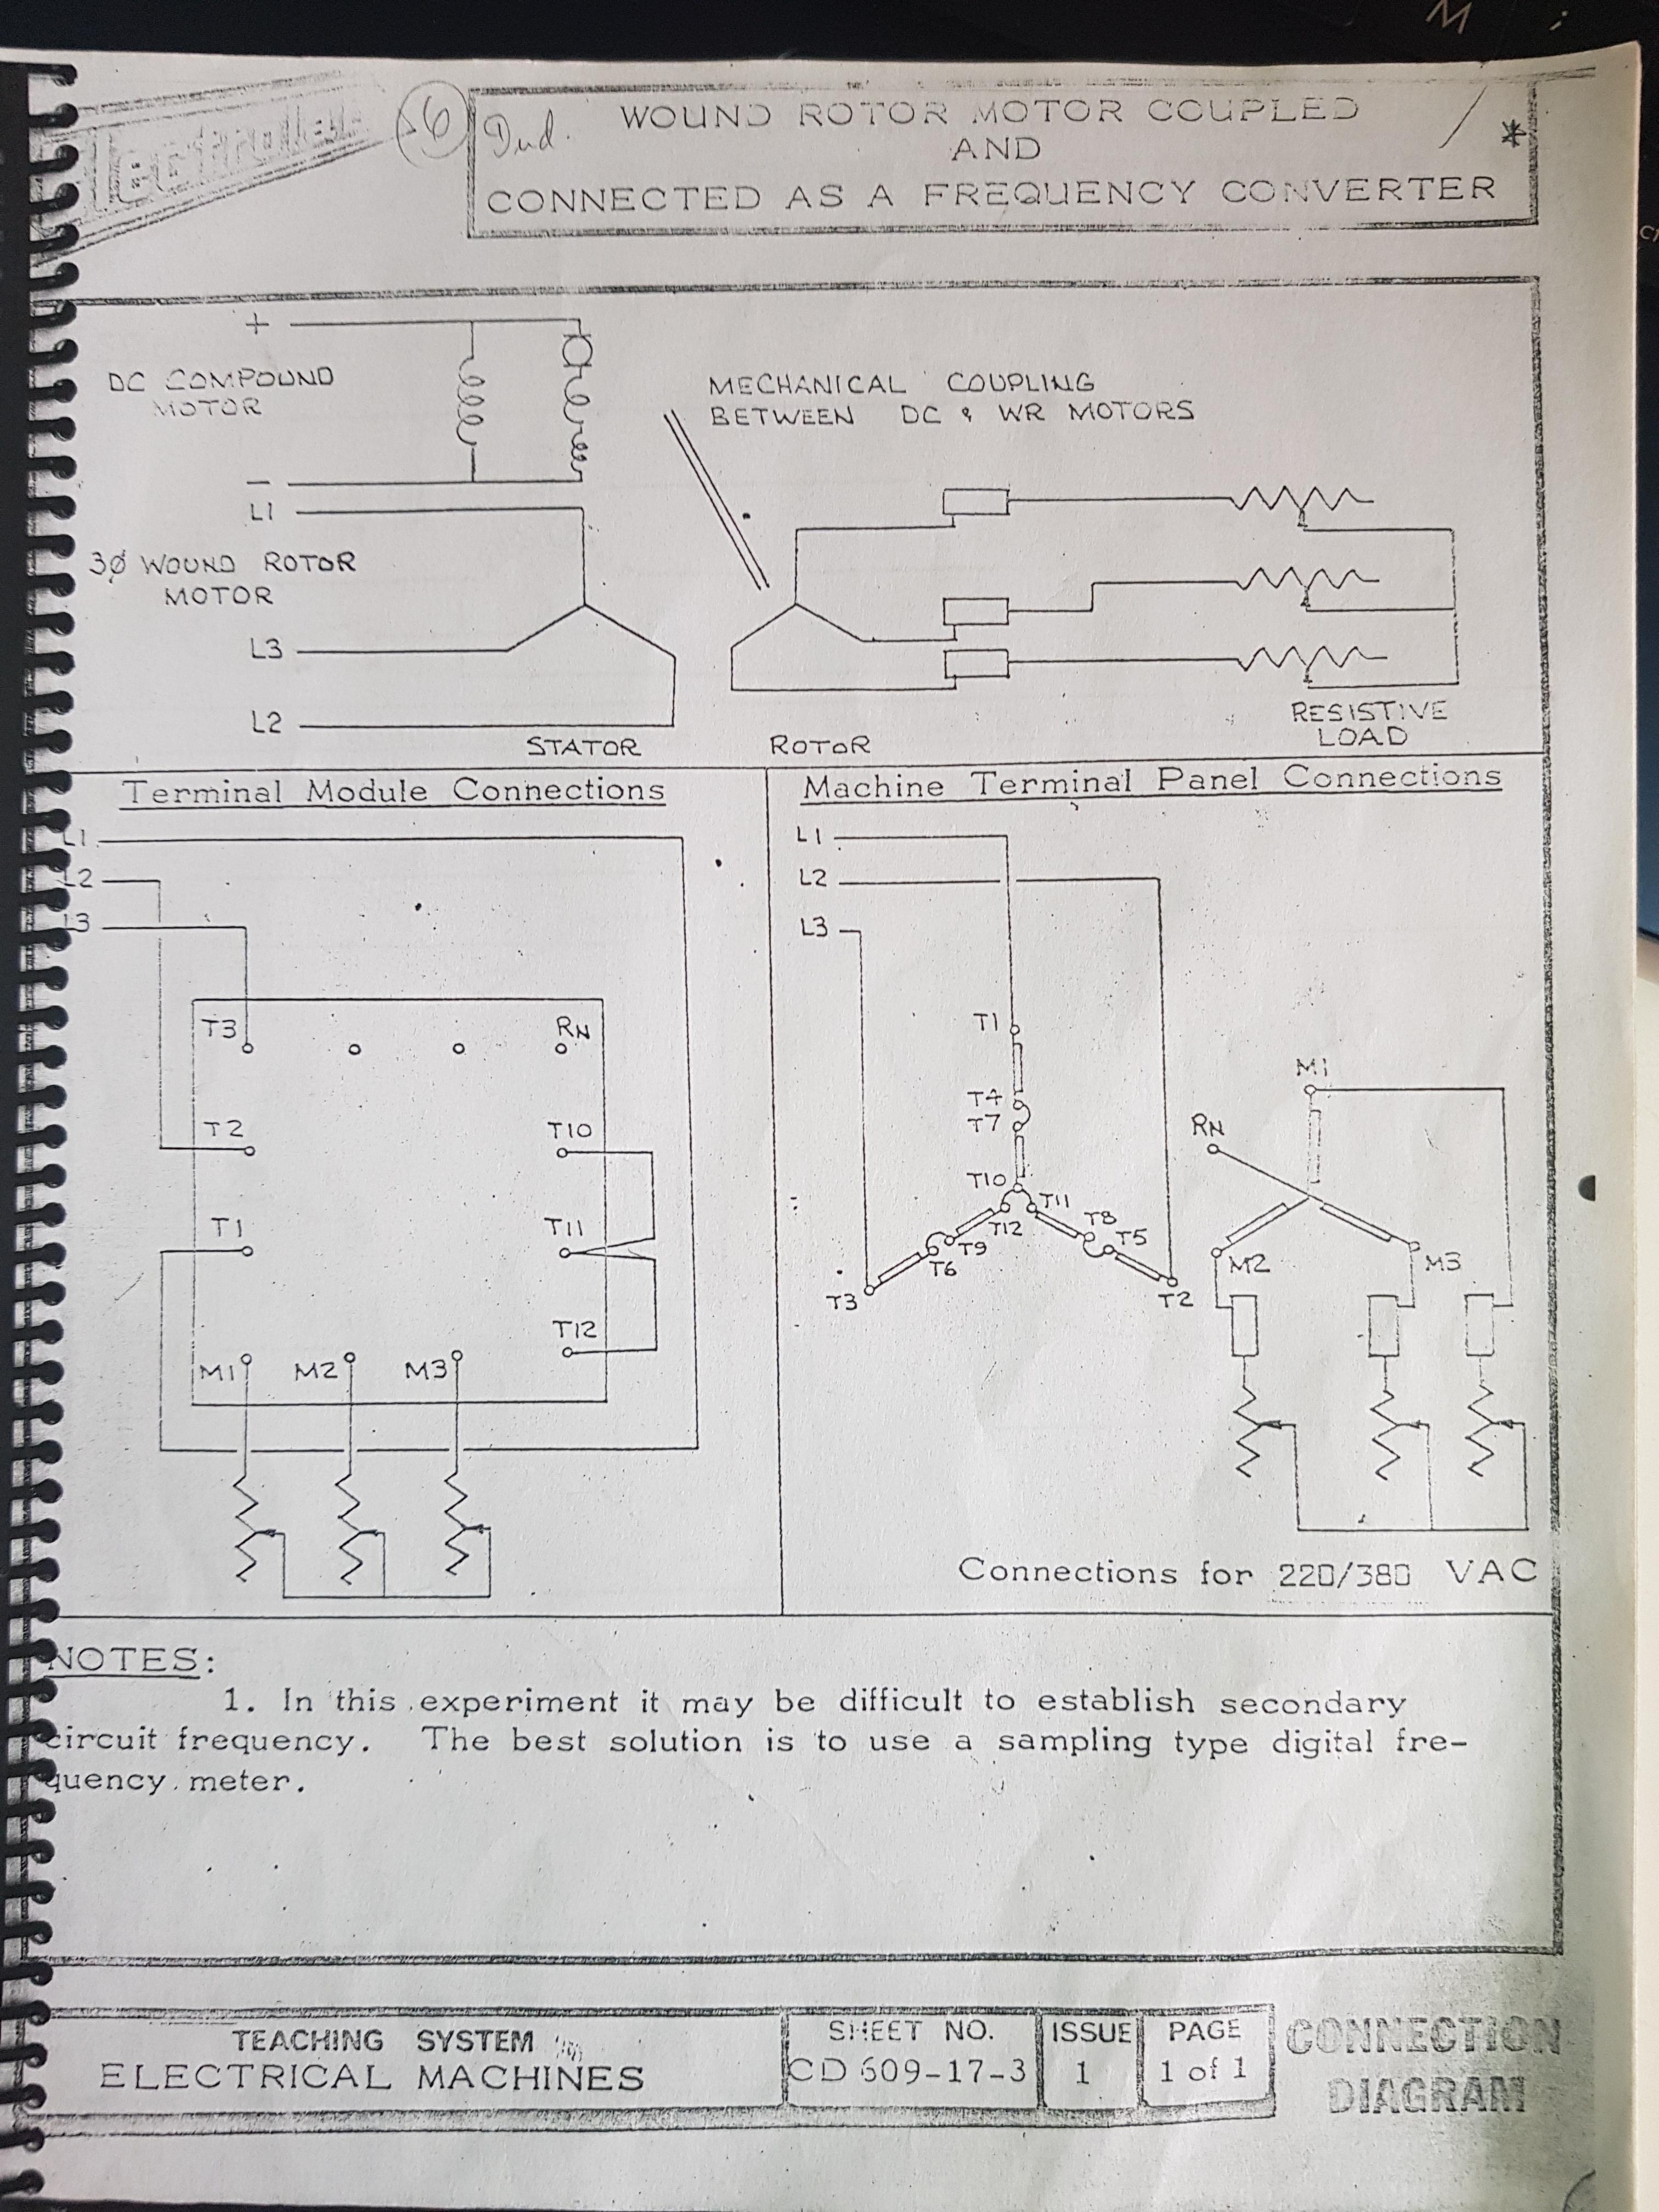 Electrolab
6 Ind.
WOUND ROTOR MOTOR COUPLED
AND
CONNECTED AS A FREQUENCY CONVERTER
*
+
DC COMPOUND
MOTOR
−
MECHANICAL COUPLING
BETWEEN DC & WR MOTORS
L1
3Ø WOUND ROTOR
MOTOR
L3
L2
STATOR
ROTOR
RESISTIVE
LOAD
Terminal Module Connections
L1
L2
L3
T3
RN
T2
T10
T1
T11
T12
M1
M2
M3
Machine Terminal Panel Connections
L1
L2
L3
T1
T4
T7
T10
T11
T12
T8
T5
T9
T6
T3
T2
M1
RN
M2
M3
Connections for 220/380 VAC
NOTES:
1. In this experiment it may be difficult to establish secondary
circuit frequency. The best solution is to use a sampling type digital fre-
quency meter.
TEACHING SYSTEM
ELECTRICAL MACHINES
SHEET NO.
CD 609-17-3
ISSUE
1
PAGE
1 of 1
CONNECTION
DIAGRAM